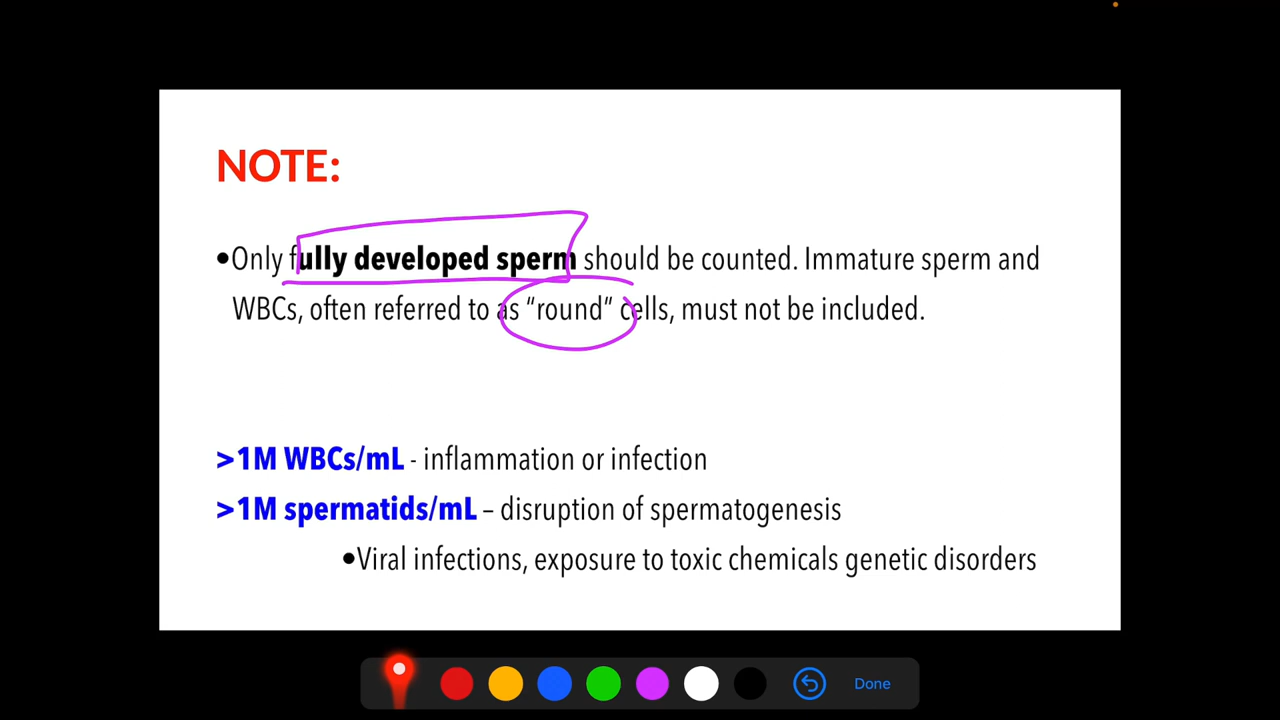 NOTE:
•Only fully developed sperm should be counted. Immature sperm and
WBCs, often referred to as “round” cells, must not be included.
>1M WBCs/mL - inflammation or infection
>1M spermatids/mL – disruption of spermatogenesis
•Viral infections, exposure to toxic chemicals genetic disorders
Done